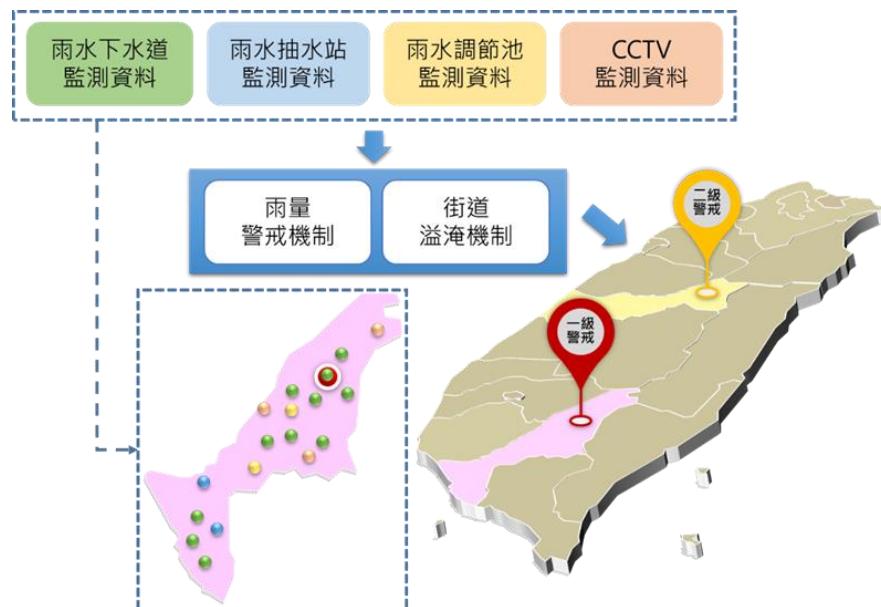 雨水下水道
監測資料
雨水抽水站
監測資料
雨水調節池
監測資料
CCTV
監測資料
雨量
警戒機制
街道
溢淹機制
二級
警戒
一級
警戒